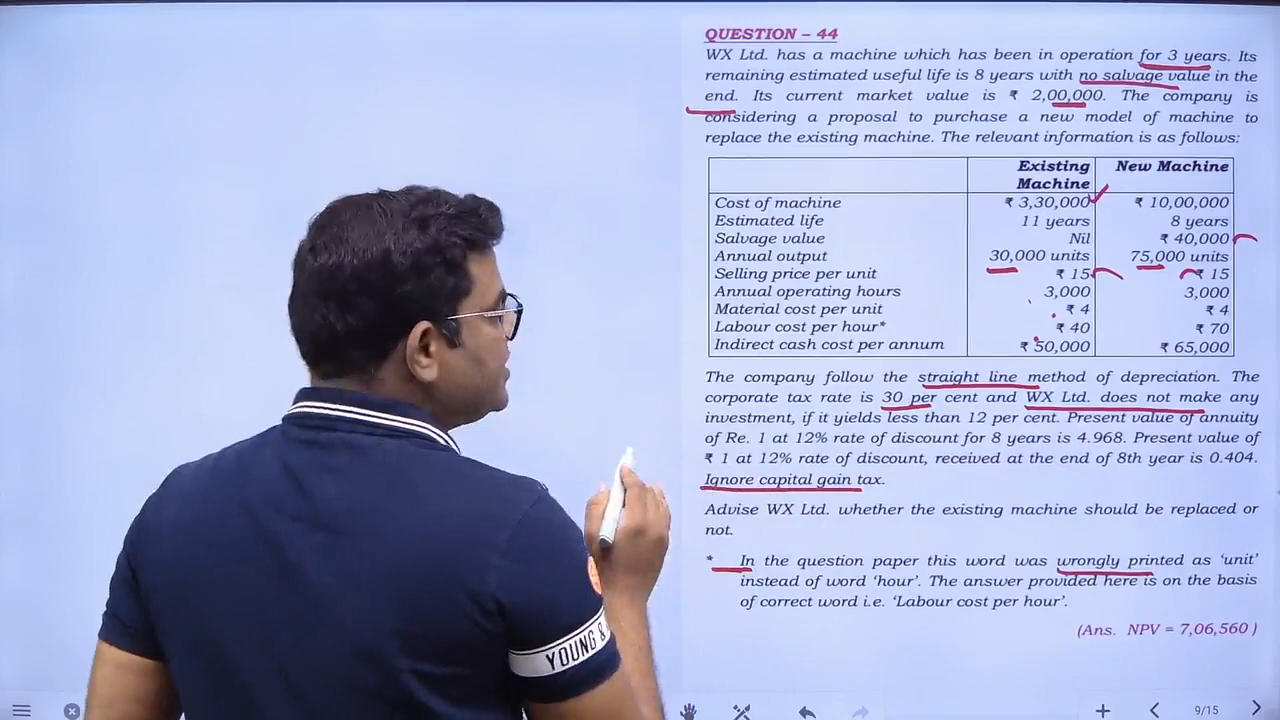 QUESTION – 44
WX Ltd. has a machine which has been in operation for 3 years. Its
remaining estimated useful life is 8 years with no salvage value in the
end. Its current market value is ₹ 2,00,000. The company is
considering a proposal to purchase a new model of machine to
replace the existing machine. The relevant information is as follows:
Existing Machine New Machine
Cost of machine ₹ 3,30,000 ₹ 10,00,000
Estimated life 11 years 8 years
Salvage value Nil ₹ 40,000
Annual output 30,000 units 75,000 units
Selling price per unit ₹ 15 ₹ 15
Annual operating hours 3,000 3,000
Material cost per unit ₹ 4 ₹ 4
Labour cost per hour* ₹ 40 ₹ 70
Indirect cash cost per annum ₹ 50,000 ₹ 65,000
The company follow the straight line method of depreciation. The
corporate tax rate is 30 per cent and WX Ltd. does not make any
investment, if it yields less than 12 per cent. Present value of annuity
of Re. 1 at 12% rate of discount for 8 years is 4.968. Present value of
₹ 1 at 12% rate of discount, received at the end of 8th year is 0.404.
Ignore capital gain tax.
Advise WX Ltd. whether the existing machine should be replaced or
not.
* In the question paper this word was wrongly printed as ‘unit’
instead of word ‘hour’. The answer provided here is on the basis
of correct word i.e. ‘Labour cost per hour’.
(Ans. NPV = 7,06,560 )
YOUNG &
9/15